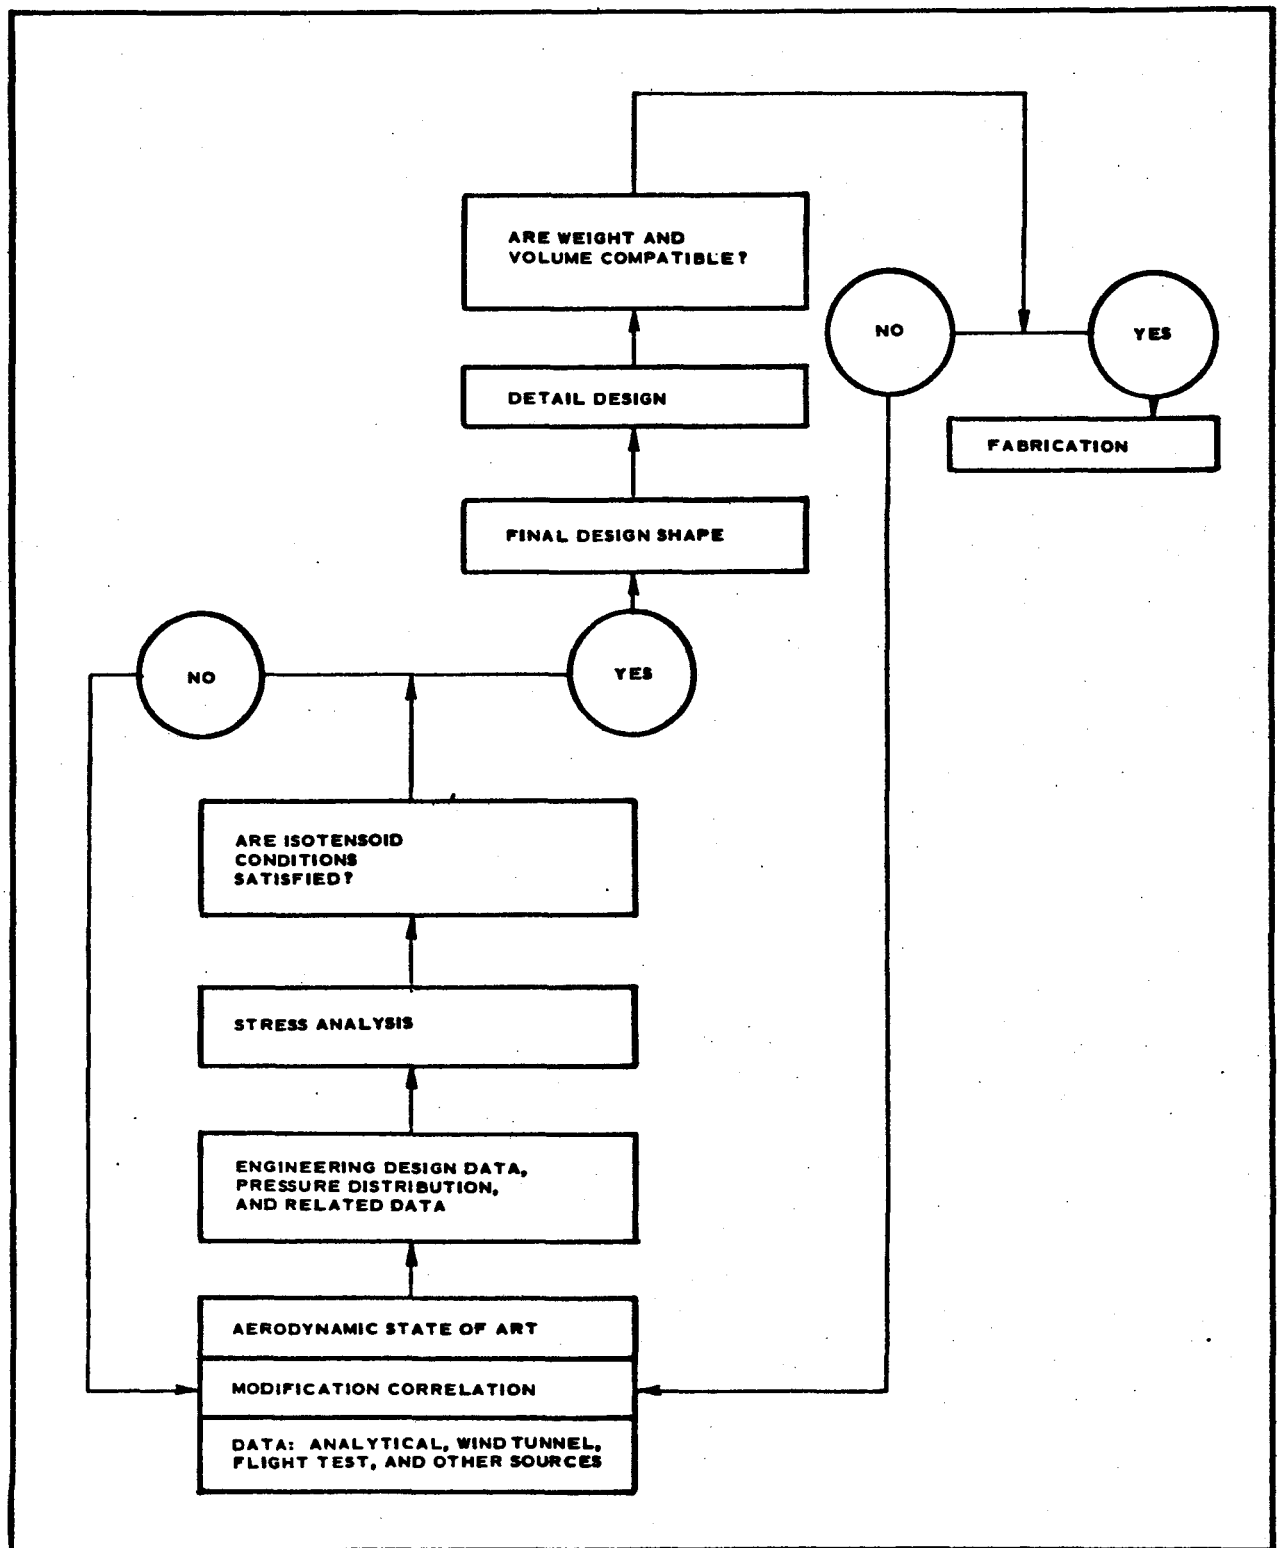 ARE WEIGHT AND
VOLUME COMPATIBLE?
NO
YES
DETAIL DESIGN
FABRICATION
FINAL DESIGN SHAPE
NO
YES
ARE ISOTENSOID
CONDITIONS
SATISFIED?
STRESS ANALYSIS
ENGINEERING DESIGN DATA,
PRESSURE DISTRIBUTION,
AND RELATED DATA
AERODYNAMIC STATE OF ART
MODIFICATION CORRELATION
DATA: ANALYTICAL, WIND TUNNEL,
FLIGHT TEST, AND OTHER SOURCES